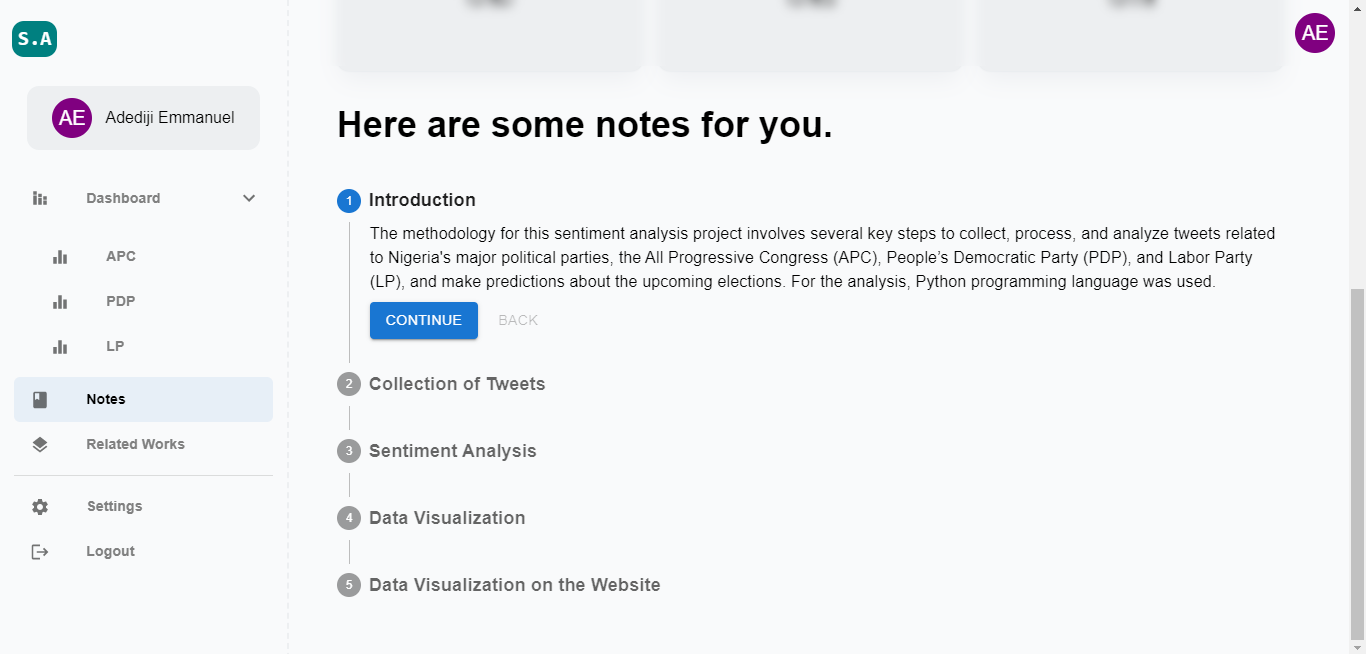 S.A
AE
AE
Adediji Emmanuel
Dashboard
APC
PDP
LP
Notes
Related Works
Settings
Logout
Here are some notes for you.
1
Introduction
The methodology for this sentiment analysis project involves several key steps to collect, process, and analyze tweets related
to Nigeria's major political parties, the All Progressive Congress (APC), People’s Democratic Party (PDP), and Labor Party
(LP), and make predictions about the upcoming elections. For the analysis, Python programming language was used.
CONTINUE
BACK
2
Collection of Tweets
3
Sentiment Analysis
4
Data Visualization
5
Data Visualization on the Website